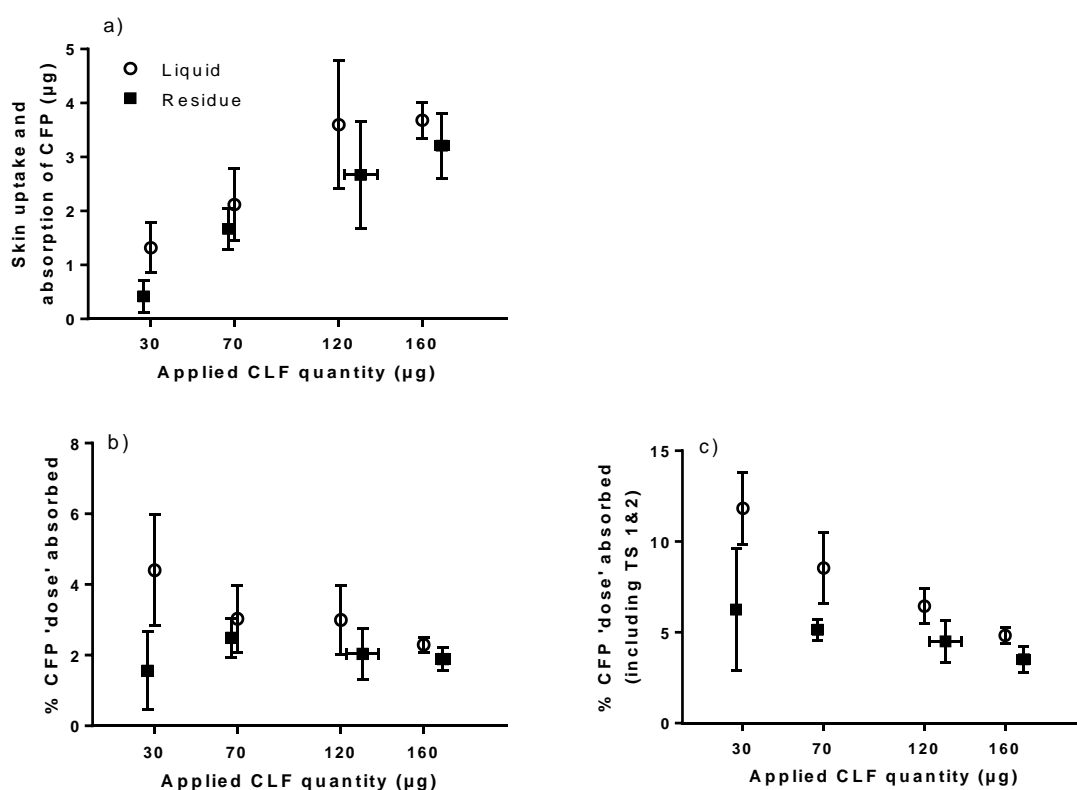 a)
5
4
3
2
1
0
Skin uptake and
absorption of CFP (µg)
Liquid
Residue
30 70 120 160
Applied CLF quantity (µg)
b)
8
6
4
2
0
% CFP 'dose' absorbed
30 70 120 160
Applied CLF quantity (µg)
c)
15
10
5
0
% CFP 'dose' absorbed
(including TS 1&2)
30 70 120 160
Applied CLF quantity (µg)